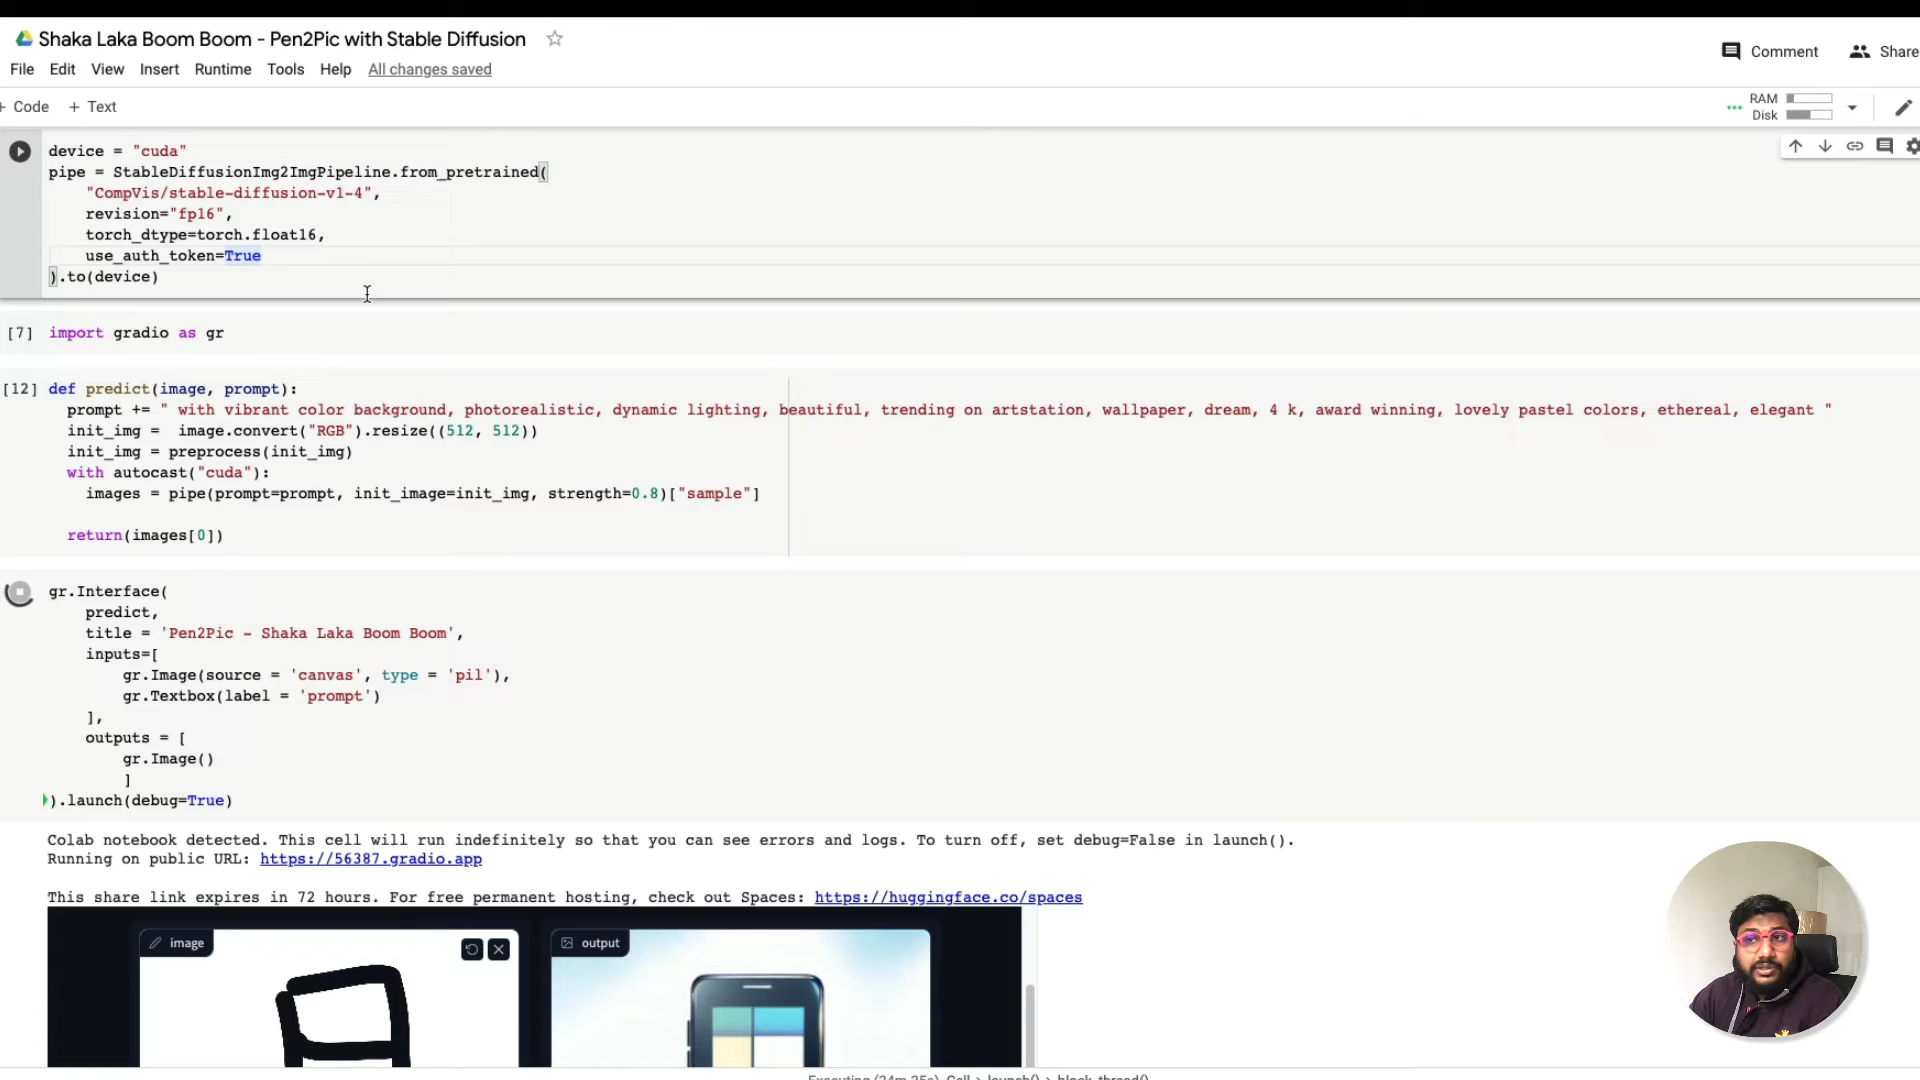 Shaka Laka Boom Boom - Pen2Pic with Stable Diffusion
File Edit View Insert Runtime Tools Help All changes saved
Comment Share
+ Code + Text
RAM
Disk
device = "cuda"
pipe = StableDiffusionImg2ImgPipeline.from_pretrained(
"CompVis/stable-diffusion-v1-4",
revision="fp16",
torch_dtype=torch.float16,
use_auth_token=True
).to(device)
[7] import gradio as gr
[12] def predict(image, prompt):
prompt += " with vibrant color background, photorealistic, dynamic lighting, beautiful, trending on artstation, wallpaper, dream, 4 k, award winning, lovely pastel colors, ethereal, elegant "
init_img = image.convert("RGB").resize((512, 512))
init_img = preprocess(init_img)
with autocast("cuda"):
images = pipe(prompt=prompt, init_image=init_img, strength=0.8)["sample"]
return(images[0])
gr.Interface(
predict,
title = 'Pen2Pic - Shaka Laka Boom Boom',
inputs=[
gr.Image(source = 'canvas', type = 'pil'),
gr.Textbox(label = 'prompt')
],
outputs = [
gr.Image()
]
).launch(debug=True)
Colab notebook detected. This cell will run indefinitely so that you can see errors and logs. To turn off, set debug=False in launch().
Running on public URL: https://56387.gradio.app
This share link expires in 72 hours. For free permanent hosting, check out Spaces: https://huggingface.co/spaces
image
output